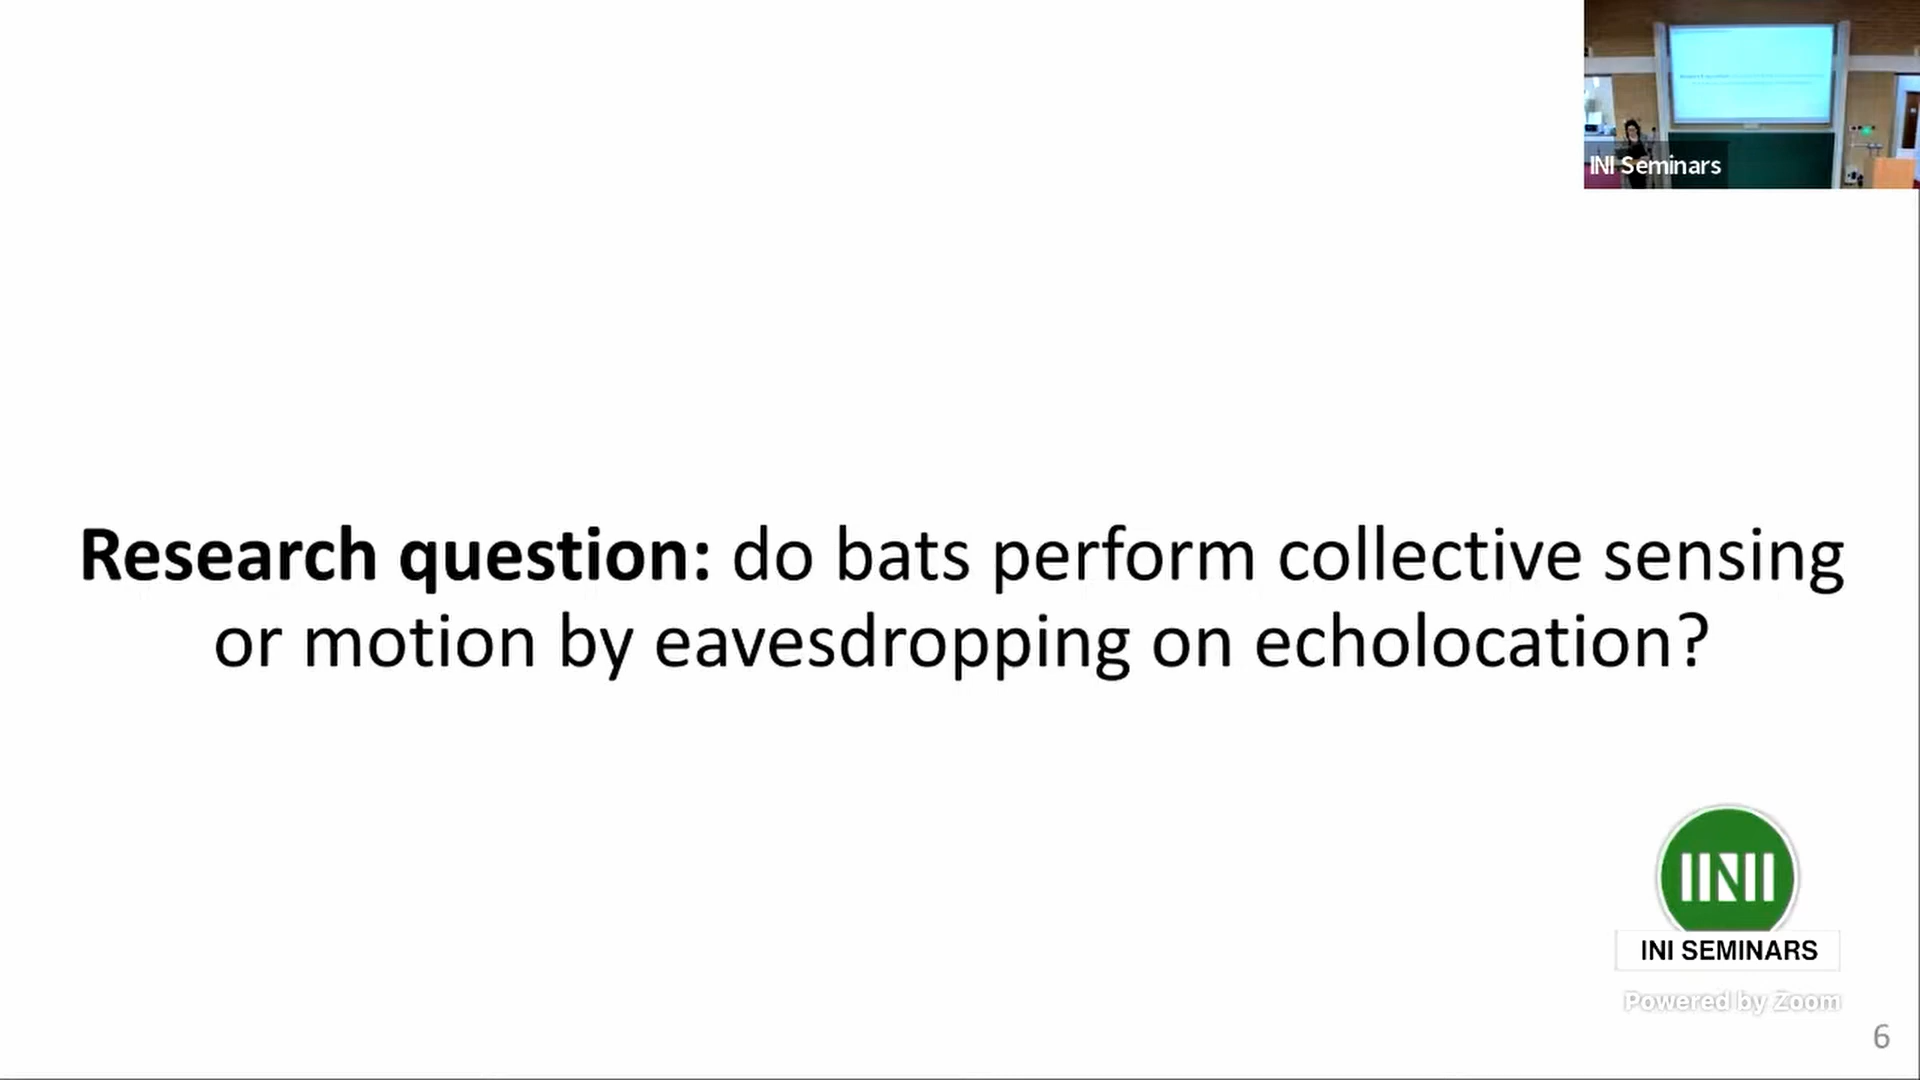 INI Seminars
Research question: do bats perform collective sensing
or motion by eavesdropping on echolocation?
INI
INI SEMINARS
Powered by Zoom
6